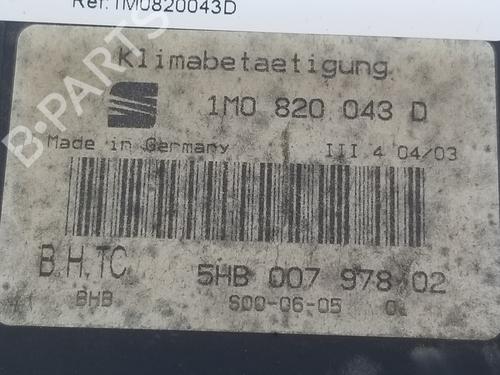 Ref: 1M0820043D
Klimabetaetigung
1M0 820 043 D
Made in Germany III 4 04/03
B.H.TC 5HB 007 978 02
BHB S00-06-05
B-PARTS